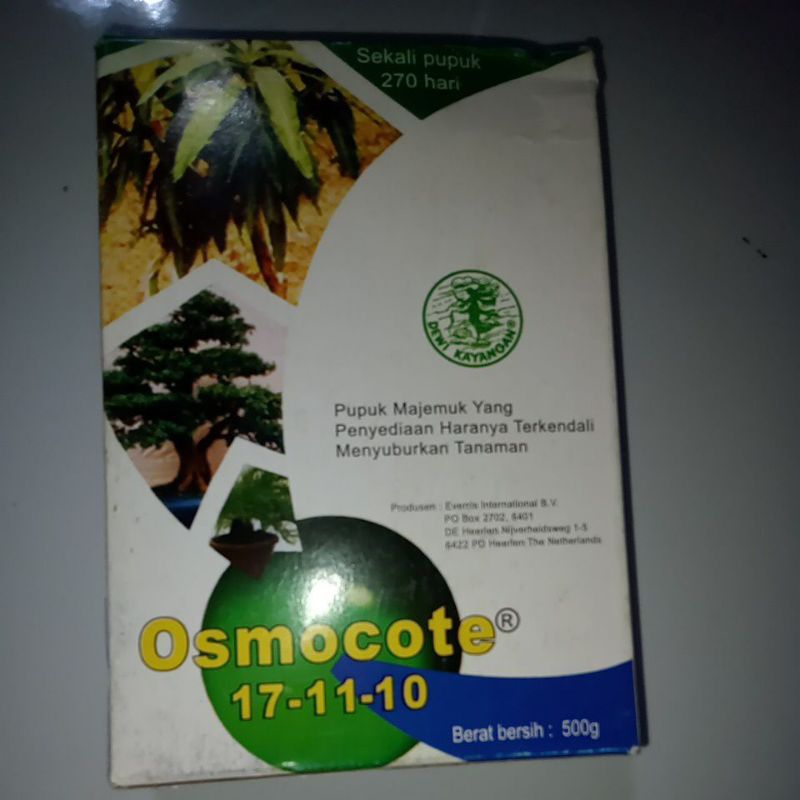 Sekali pupuk
270 hari
DEWI KAYANGAN®
Pupuk Majemuk Yang
Penyediaan Haranya Terkendali
Menyuburkan Tanaman
Produsen : Everris International B.V.
PO Box 2702, 6401
DE Heerlen Nijverheidsweg 1-5
6422 PD Heerlen The Netherlands
Osmocote®
17-11-10
Berat bersih : 500g